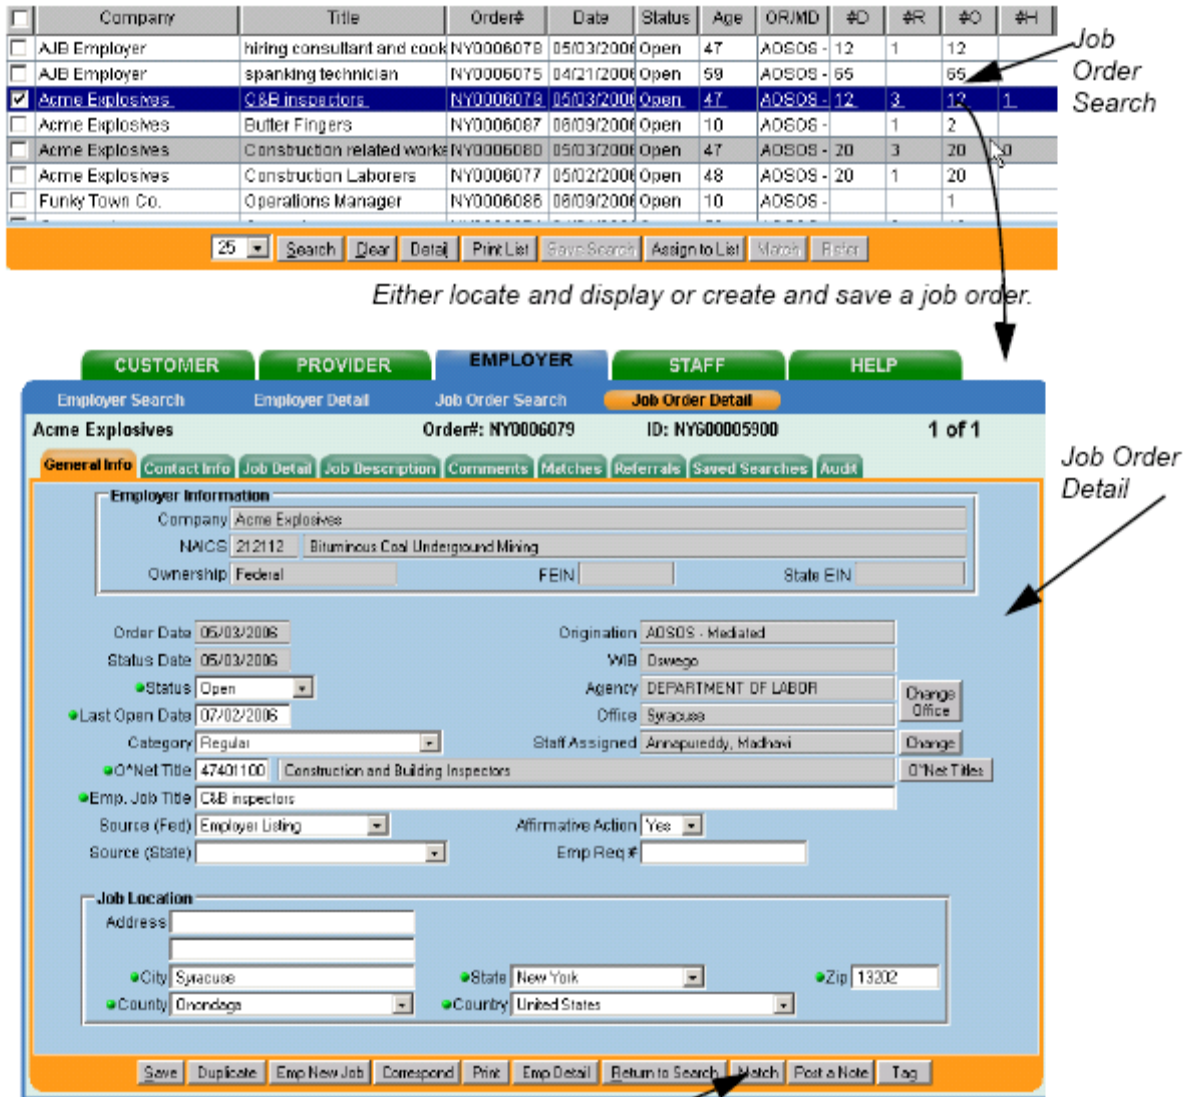 Company Title Order# Date Status Age OR/MD #D #R #O #H
AJB Employer hiring consultant and cook NY0006078 05/03/2006 Open 47 AOSOS - 12 1 12
AJB Employer spanking technician NY0006075 04/21/2006 Open 59 AOSOS - 65 65
Acme Explosives C&B inspectors NY0006079 05/03/2006 Open 47 AOSOS - 12 3 12 1
Acme Explosives Butter Fingers NY0006087 06/09/2006 Open 10 AOSOS - 1 2
Acme Explosives Construction related worke NY0006080 05/03/2006 Open 47 AOSOS - 20 3 20 0
Acme Explosives Construction Laborers NY0006077 05/02/2006 Open 48 AOSOS - 20 1 20
Funky Town Co. Operations Manager NY0006086 06/09/2006 Open 10 AOSOS - 1
Job
Order
Search
25 Search Clear Detail Print List Save Search Assign to List Match Refer
Either locate and display or create and save a job order.
CUSTOMER PROVIDER EMPLOYER STAFF HELP
Employer Search Employer Detail Job Order Search Job Order Detail
Acme Explosives Order#: NY0006079 ID: NY600005900 1 of 1
General Info Contact Info Job Detail Job Description Comments Matches Referrals Saved Searches Audit
Job Order
Detail
Employer Information
Company Acme Explosives
NAICS 212112 Bituminous Coal Underground Mining
Ownership Federal FEIN State EIN
Order Date 05/03/2006 Origination AOSOS - Mediated
Status Date 05/03/2006 WIB Oswego
Status Open Agency DEPARTMENT OF LABOR Change
Office
Last Open Date 07/02/2006 Office Syracuse
Category Regular Staff Assigned Annapureddy, Madhavi Change
O*Net Title 47401100 Construction and Building Inspectors O*Net Titles
Emp. Job Title C&B inspectors
Source (Fed) Employer Listing Affirmative Action Yes
Source (State) Emp Req #
Job Location
Address
City Syracuse State New York Zip 13202
County Onondaga Country United States
Save Duplicate Emp New Job Correspond Print Emp Detail Return to Search Match Post a Note Tag